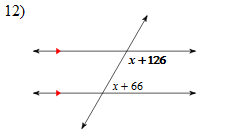 12)
x + 126
x + 66